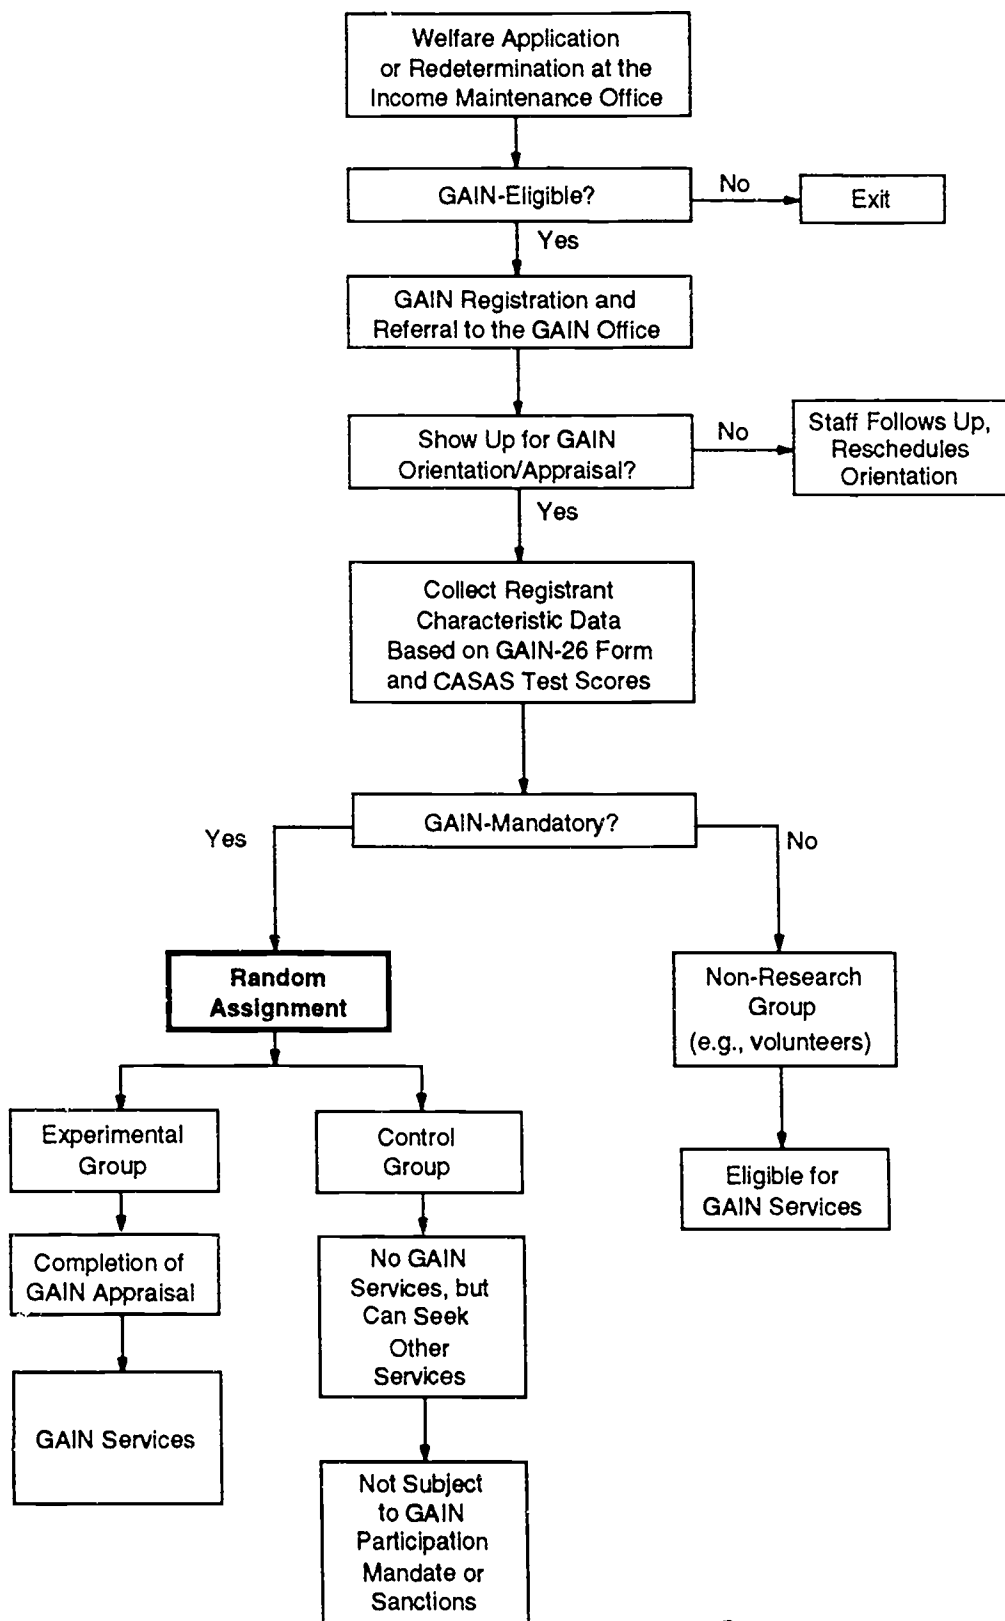 Welfare Application
or Redetermination at the
Income Maintenance Office
GAIN-Eligible?
No
Exit
Yes
GAIN Registration and
Referral to the GAIN Office
Show Up for GAIN
Orientation/Appraisal?
No
Staff Follows Up,
Reschedules
Orientation
Yes
Collect Registrant
Characteristic Data
Based on GAIN-26 Form
and CASAS Test Scores
GAIN-Mandatory?
Yes
No
Random
Assignment
Non-Research
Group
(e.g., volunteers)
Experimental
Group
Control
Group
Eligible for
GAIN Services
Completion of
GAIN Appraisal
No GAIN
Services, but
Can Seek
Other
Services
GAIN Services
Not Subject
to GAIN
Participation
Mandate or
Sanctions